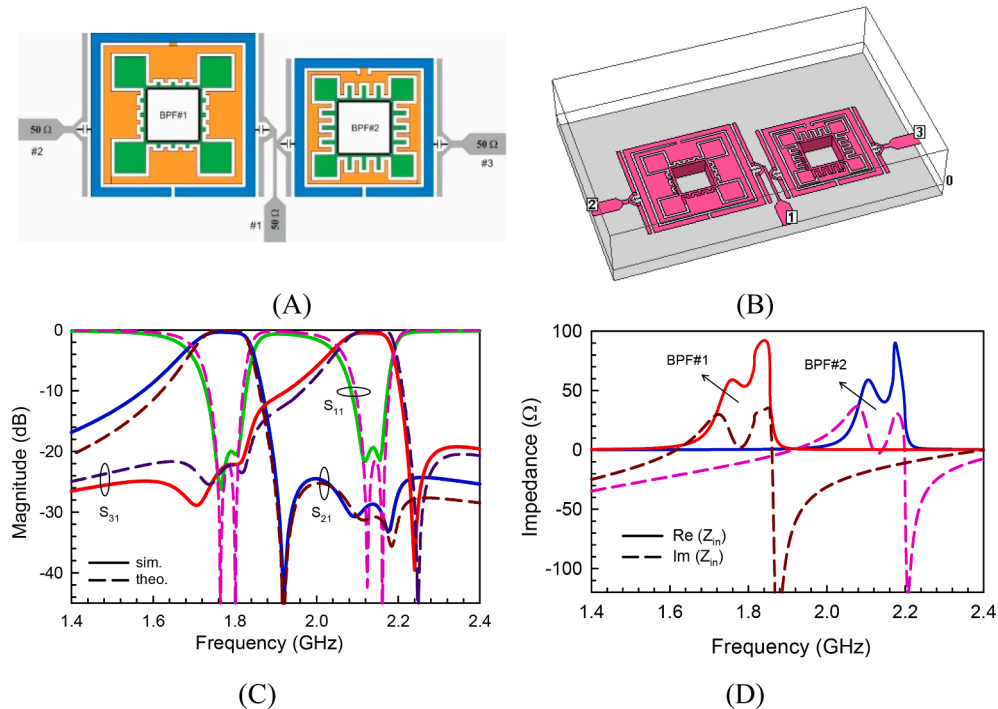 BPF#1
BPF#2
50 Ω
#2
50 Ω
#3
#1
50 Ω
2
1
3
0
(A)
(B)
0
-10
-20
-30
-40
Magnitude (dB)
S11
S31
S21
sim.
theo.
1.4
1.6
1.8
2.0
2.2
2.4
Frequency (GHz)
(C)
100
50
0
-50
-100
Impedance (Ω)
BPF#1
BPF#2
Re (Zin)
Im (Zin)
1.4
1.6
1.8
2.0
2.2
2.4
Frequency (GHz)
(D)